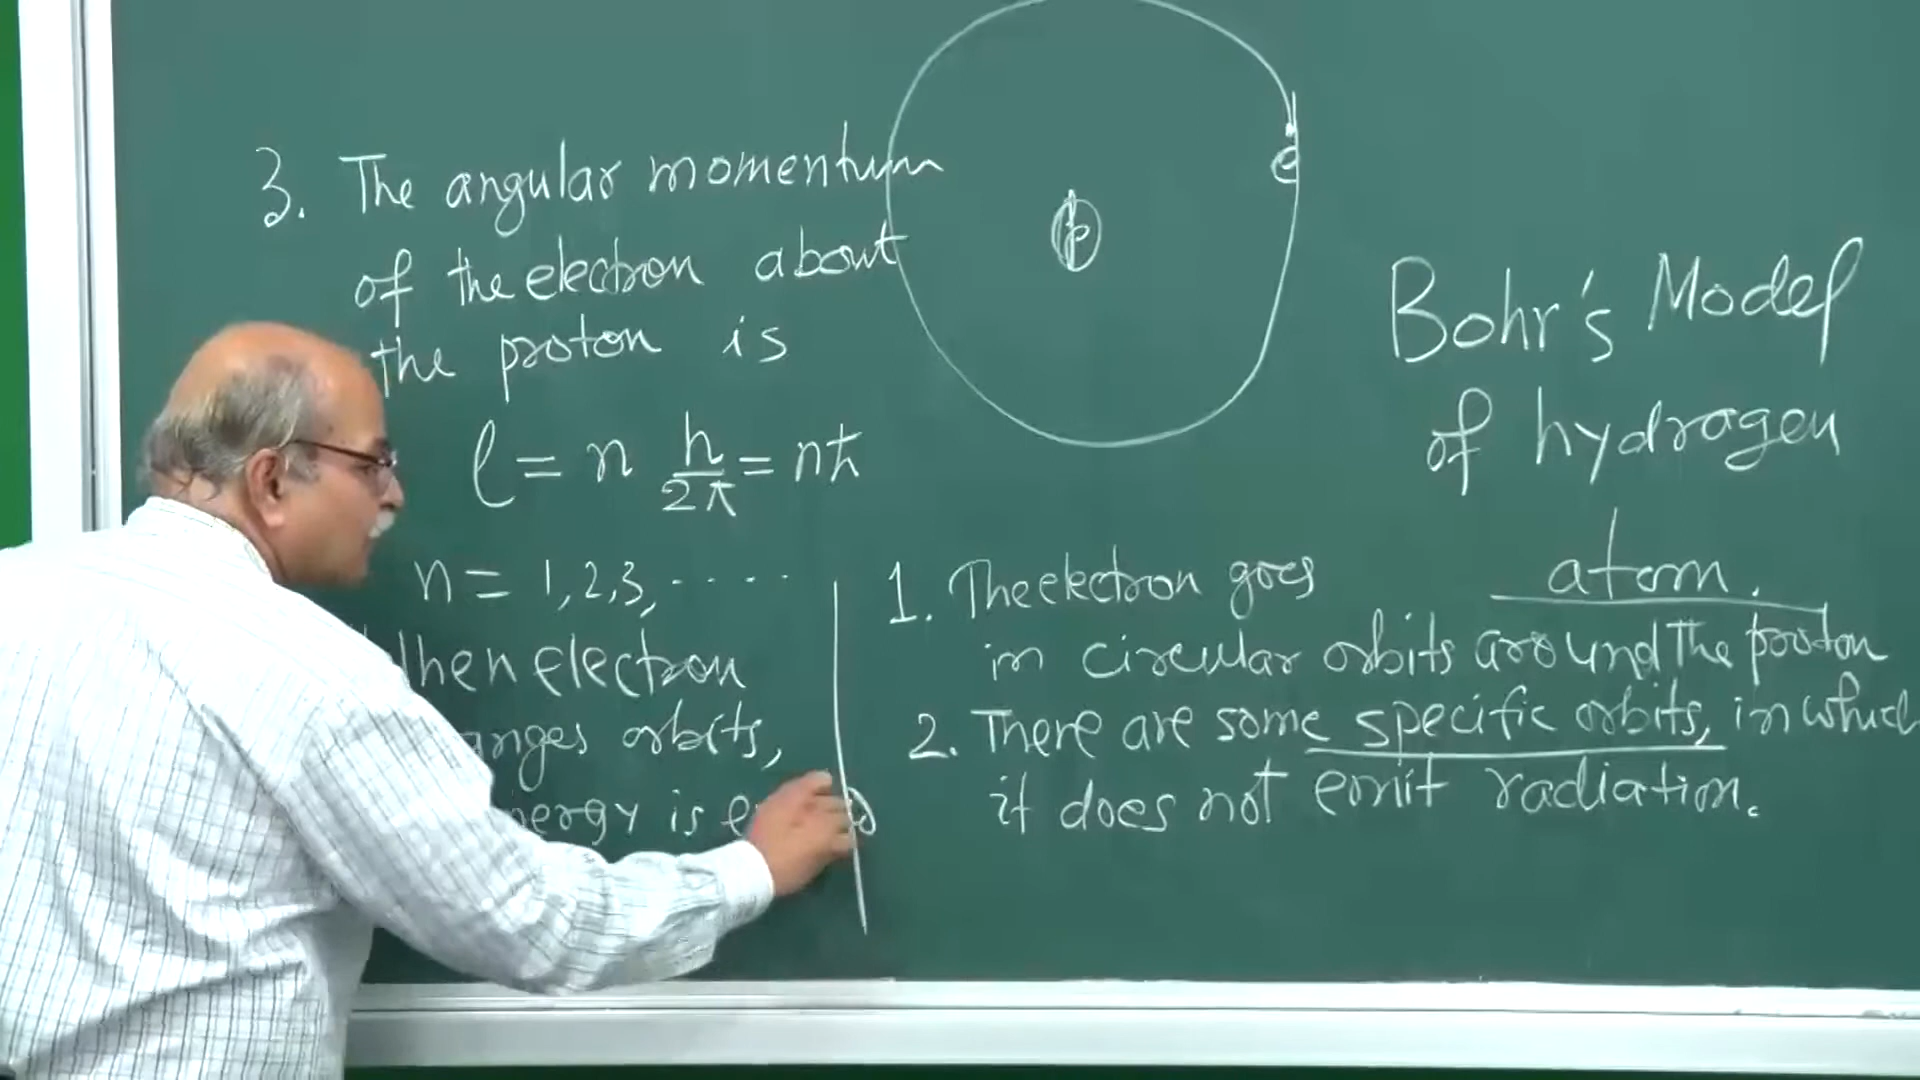 3. The angular momentum
of the electron about
the proton is
l = n h/2π = nħ
n = 1,2,3, . . . .
electron
orbits,
is
p
e
Bohr's Model
of hydrogen
atom.
1. The electron goes
in circular orbits around The proton
2. There are some specific orbits, in which
it does not emit radiation.